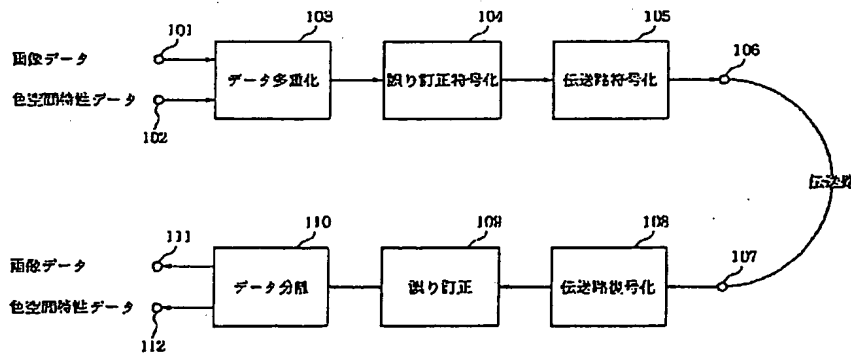 101
103
104
105
106
画像データ
データ多重化
誤り訂正符号化
伝送路符号化
色空間特性データ
102
伝送路
111
110
109
108
107
画像データ
データ分離
誤り訂正
伝送路復号化
色空間特性データ
112